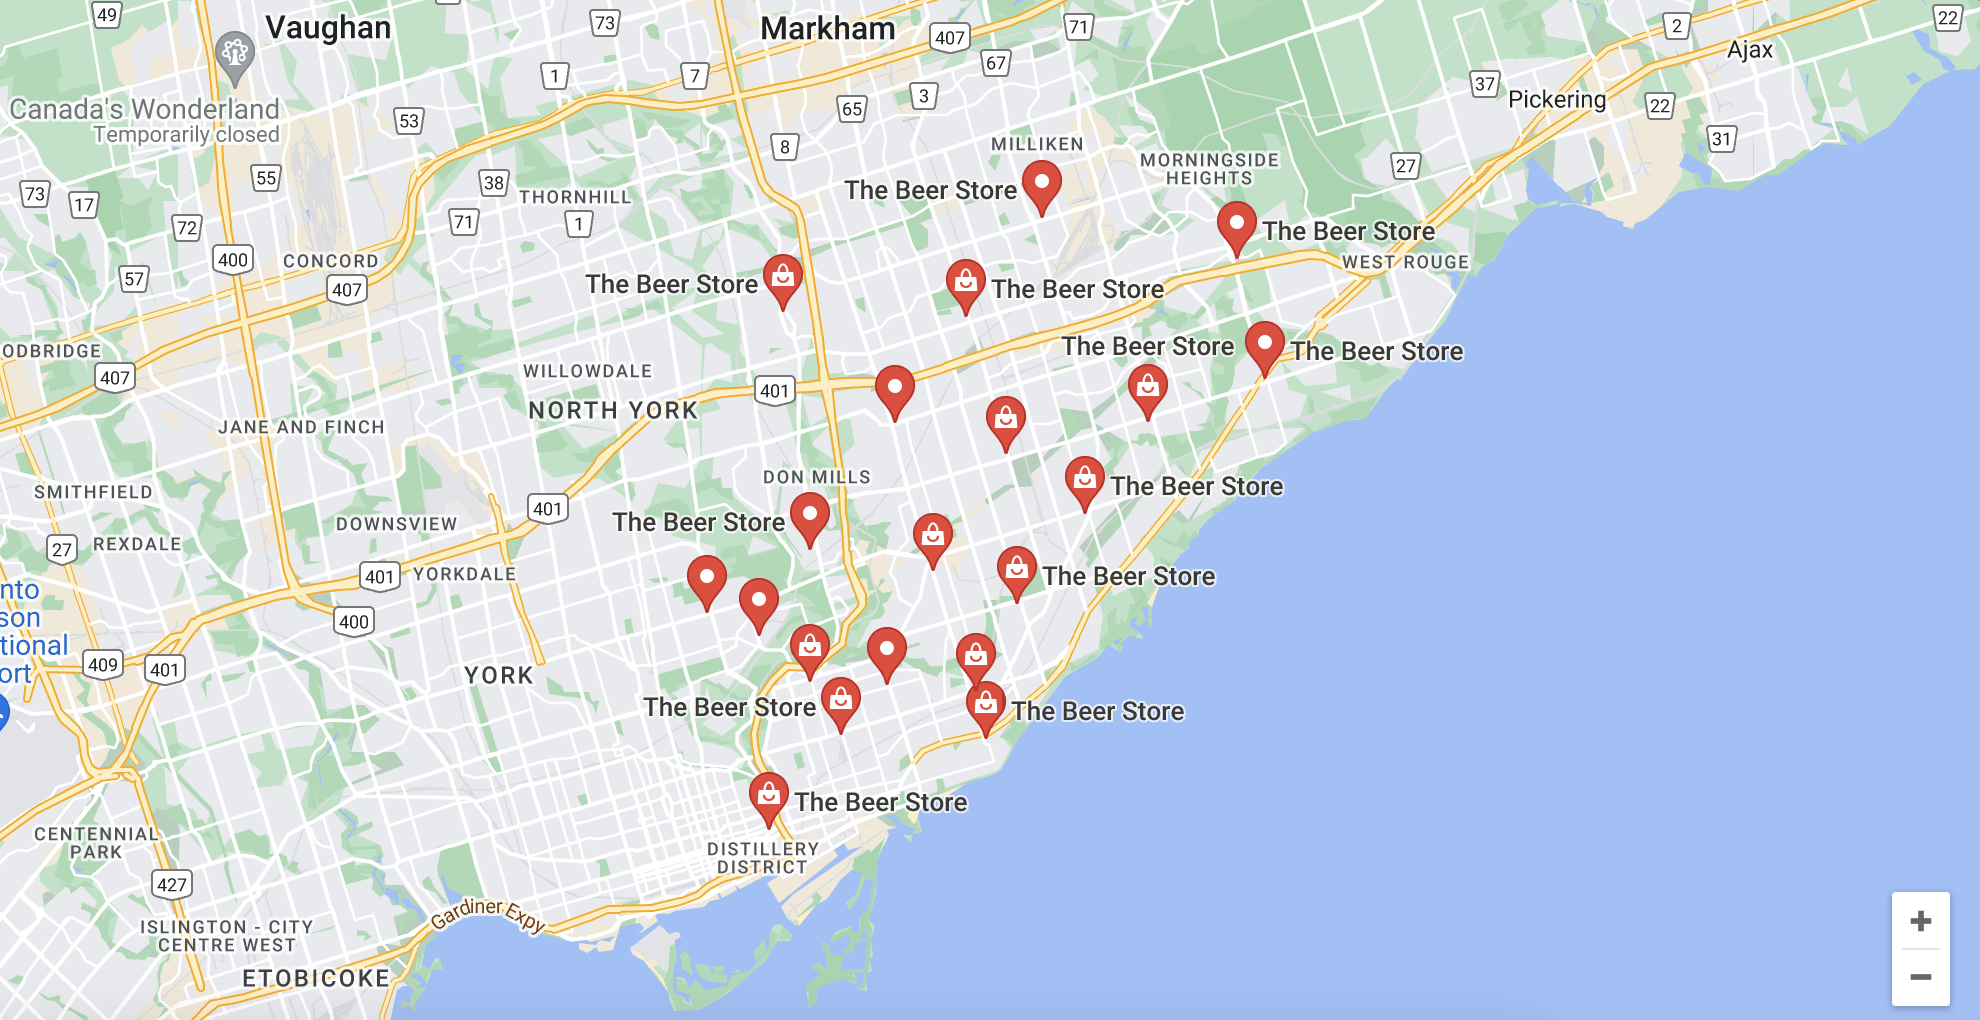 49
Vaughan
73
Markham
407
71
2
22
Ajax
Canada's Wonderland
Temporarily closed
1
7
67
37
Pickering
22
53
65
3
31
8
MILLIKEN
MORNINGSIDE
HEIGHTS
27
55
38
THORNHILL
The Beer Store
73
17
71
1
72
The Beer Store
400
CONCORD
WEST ROUGE
57
407
The Beer Store
The Beer Store
ODBRIDGE
The Beer Store
The Beer Store
407
WILLOWDALE
401
NORTH YORK
JANE AND FINCH
DON MILLS
SMITHFIELD
The Beer Store
401
DOWNSVIEW
The Beer Store
27
REXDALE
401
YORKDALE
The Beer Store
nto
son
tional
ort
400
409
401
YORK
The Beer Store
The Beer Store
The Beer Store
CENTENNIAL
PARK
DISTILLERY
DISTRICT
427
Gardiner Expy
ISLINGTON - CITY
CENTRE WEST
ETOBICOKE
+
−